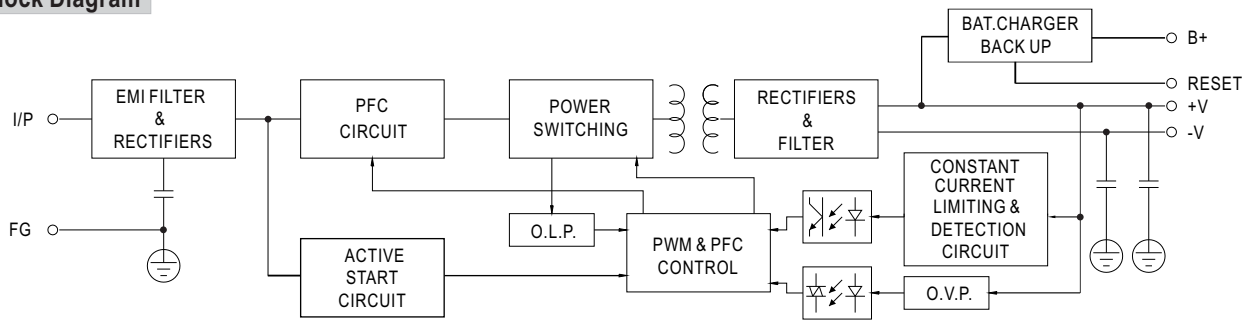 Diagram
BAT.CHARGER
BACK UP
B+
RESET
+V
-V
I/P
EMI FILTER
&
RECTIFIERS
PFC
CIRCUIT
POWER
SWITCHING
RECTIFIERS
&
FILTER
FG
O.L.P.
PWM & PFC
CONTROL
CONSTANT
CURRENT
LIMITING &
DETECTION
CIRCUIT
ACTIVE
START
CIRCUIT
O.V.P.